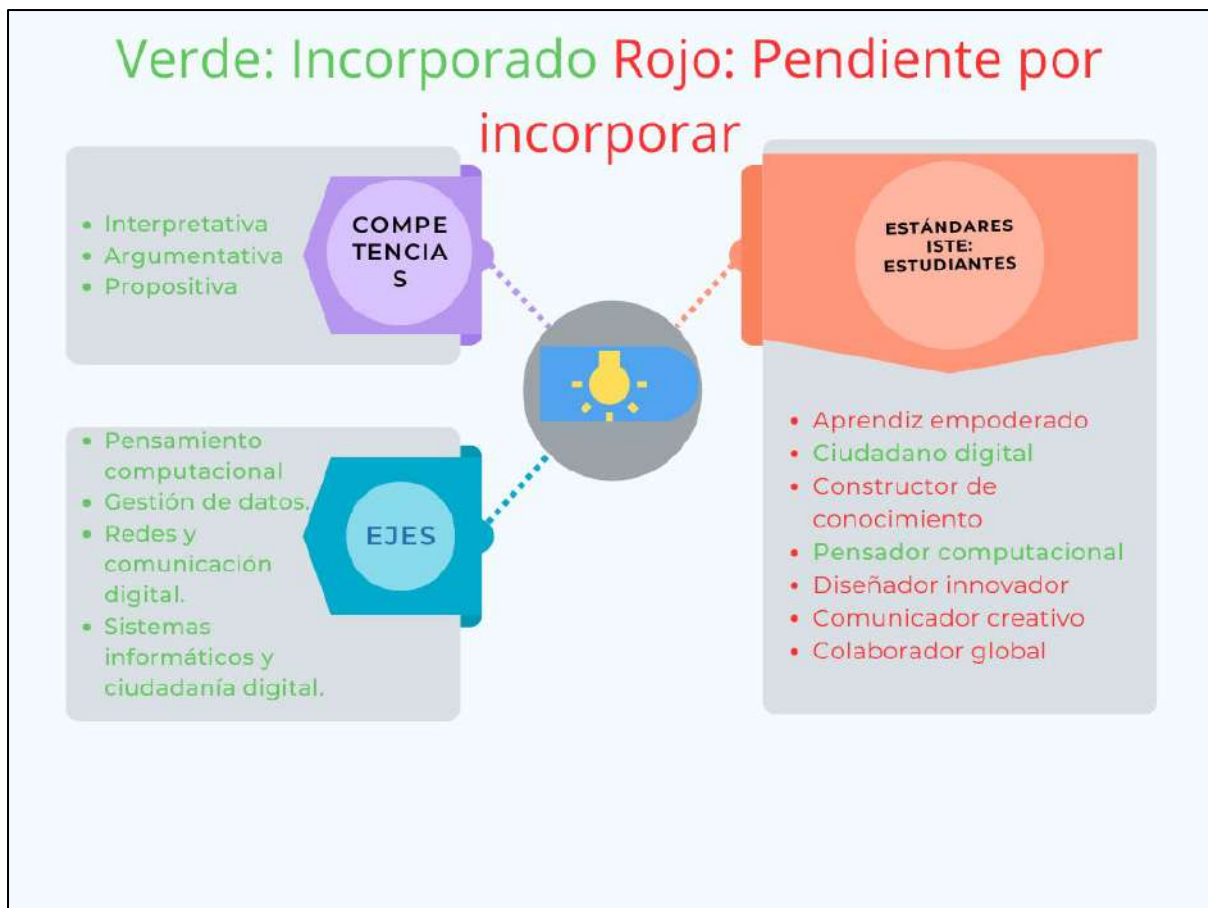 Verde: Incorporado Rojo: Pendiente por
incorporar
• Interpretativa
• Argumentativa
• Propositiva
COMPE
TENCIA
S
• Pensamiento
computacional
• Gestión de datos.
• Redes y
comunicación
digital.
• Sistemas
informáticos y
ciudadanía digital.
EJES
ESTÁNDARES
ISTE:
ESTUDIANTES
• Aprendiz empoderado
• Ciudadano digital
• Constructor de
conocimiento
• Pensador computacional
• Diseñador innovador
• Comunicador creativo
• Colaborador global